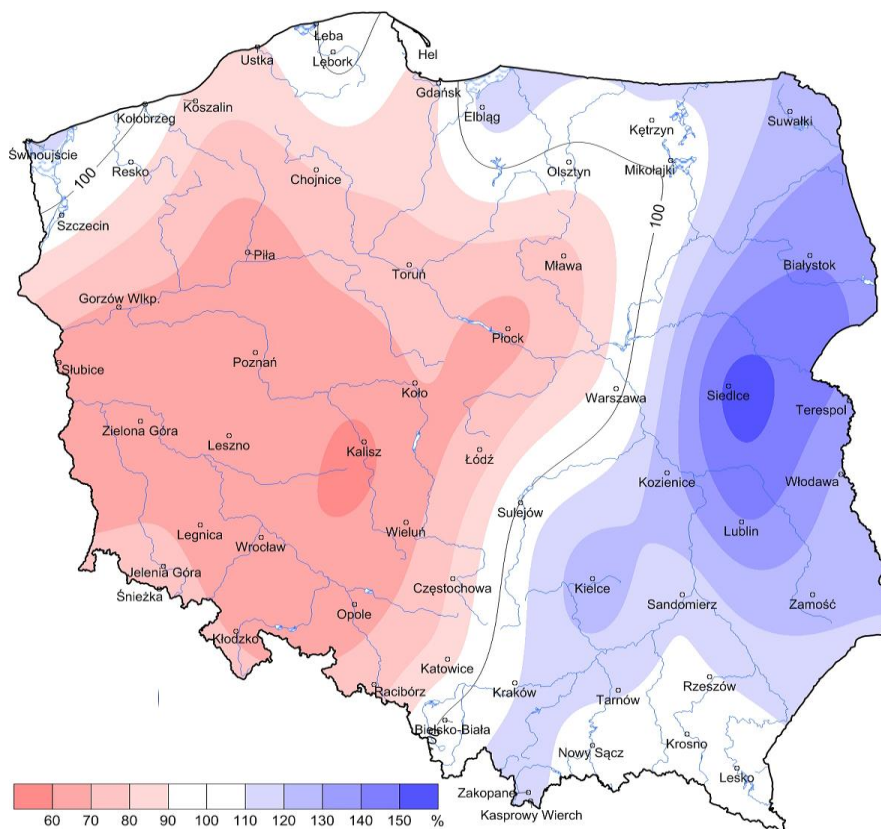 Łeba
Ustka
Lębork
Hel
Gdańsk
Koszalin
Kołobrzeg
Elbląg
Suwałki
Kętrzyn
Świnoujście
Resko
100
Chojnice
Olsztyn
Mikołajki
Szczecin
100
Piła
Toruń
Mława
Białystok
Gorzów Wlkp.
Płock
Poznań
Słubice
Koło
Warszawa
Siedlce
Terespol
Zielona Góra
Leszno
Kalisz
Łódź
Kozienice
Włodawa
Sulejów
Legnica
Wrocław
Wieluń
Lublin
Jelenia Góra
Częstochowa
Kielce
Śnieżka
Opole
Sandomierz
Zamość
Kłodzko
Katowice
Racibórz
Kraków
Tarnów
Rzeszów
Bielsko-Biała
Nowy Sącz
Krosno
Lesko
Zakopane
Kasprowy Wierch
60 70 80 90 100 110 120 130 140 150 %